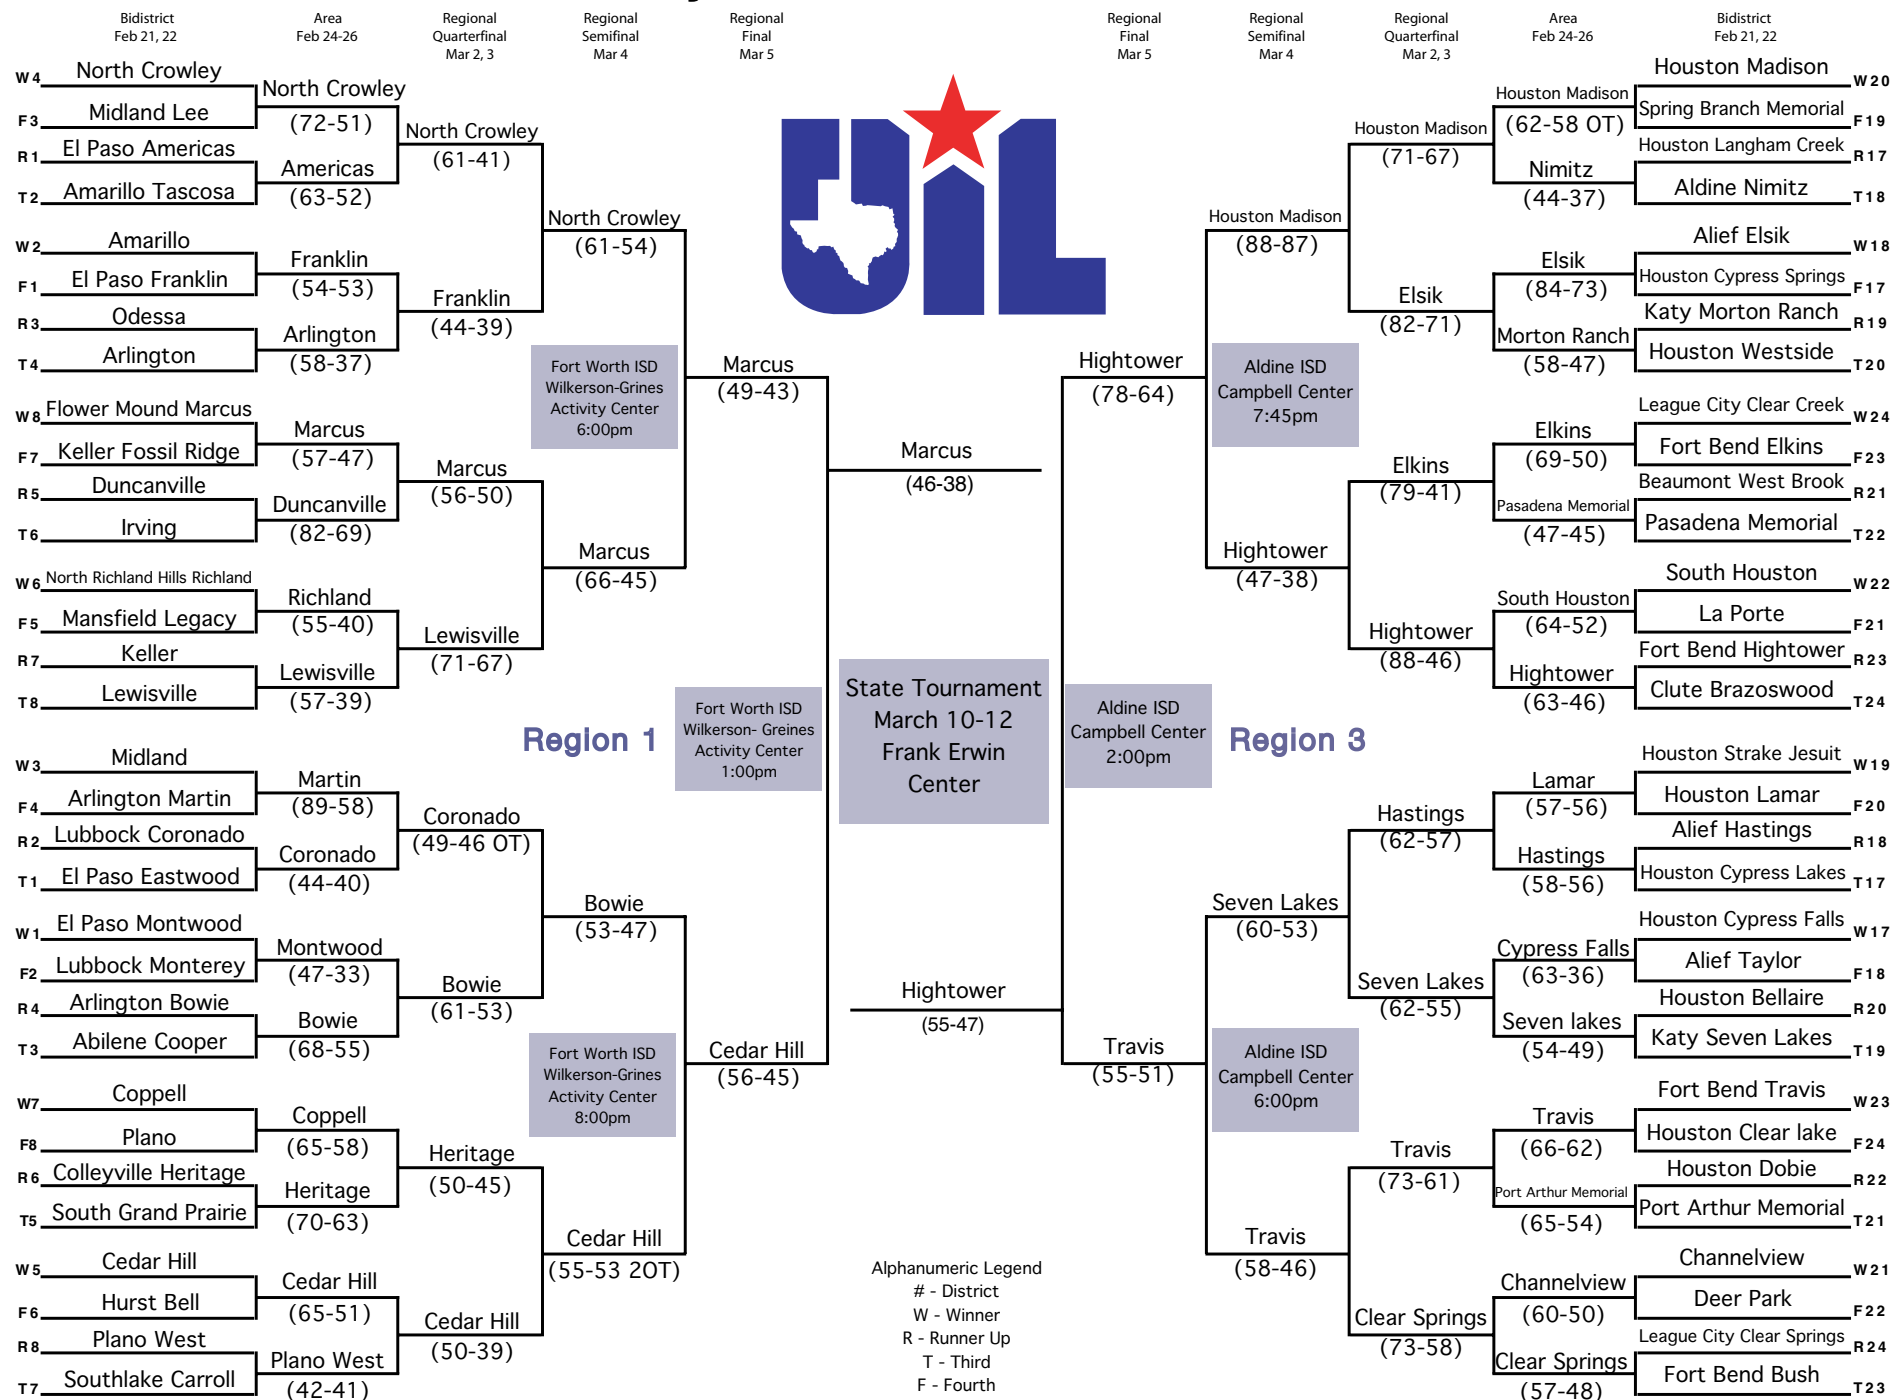 Bidistrict
Feb 21, 22
Area
Feb 24-26
Regional
Quarterfinal
Mar 2, 3
Regional
Semifinal
Mar 4
Regional
Final
Mar 5
Regional
Final
Mar 5
Regional
Semifinal
Mar 4
Regional
Quarterfinal
Mar 2, 3
Area
Feb 24-26
Bidistrict
Feb 21, 22
W4 North Crowley
F3 Midland Lee
R1 El Paso Americas
T2 Amarillo Tascosa
W2 Amarillo
F1 El Paso Franklin
R3 Odessa
T4 Arlington
W8 Flower Mound Marcus
F7 Keller Fossil Ridge
R5 Duncanville
T6 Irving
W6 North Richland Hills Richland
F5 Mansfield Legacy
R7 Keller
T8 Lewisville
W3 Midland
F4 Arlington Martin
R2 Lubbock Coronado
T1 El Paso Eastwood
W1 El Paso Montwood
F2 Lubbock Monterey
R4 Arlington Bowie
T3 Abilene Cooper
W7 Coppell
F8 Plano
R6 Colleyville Heritage
T5 South Grand Prairie
W5 Cedar Hill
F6 Hurst Bell
R8 Plano West
T7 Southlake Carroll
North Crowley
(72-51)
Americas
(63-52)
Franklin
(54-53)
Arlington
(58-37)
Marcus
(57-47)
Duncanville
(82-69)
Richland
(55-40)
Lewisville
(57-39)
Martin
(89-58)
Coronado
(44-40)
Montwood
(47-33)
Bowie
(68-55)
Coppell
(65-58)
Heritage
(70-63)
Cedar Hill
(65-51)
Plano West
(42-41)
North Crowley
(61-41)
Franklin
(44-39)
Marcus
(56-50)
Lewisville
(71-67)
Coronado
(49-46 OT)
Bowie
(61-53)
Heritage
(50-45)
Cedar Hill
(50-39)
North Crowley
(61-54)
Fort Worth ISD
Wilkerson-Grines
Activity Center
6:00pm
Marcus
(66-45)
Region 1
Bowie
(53-47)
Fort Worth ISD
Wilkerson-Grines
Activity Center
8:00pm
Cedar Hill
(55-53 2OT)
Marcus
(49-43)
Fort Worth ISD
Wilkerson- Greines
Activity Center
1:00pm
Cedar Hill
(56-45)
UIL
Marcus
(46-38)
State Tournament
March 10-12
Frank Erwin
Center
Hightower
(55-47)
Alphanumeric Legend
# - District
W - Winner
R - Runner Up
T - Third
F - Fourth
Hightower
(78-64)
Aldine ISD
Campbell Center
2:00pm
Travis
(55-51)
Houston Madison
(88-87)
Aldine ISD
Campbell Center
7:45pm
Hightower
(47-38)
Region 3
Seven Lakes
(60-53)
Aldine ISD
Campbell Center
6:00pm
Travis
(58-46)
Houston Madison
(71-67)
Elsik
(82-71)
Elkins
(79-41)
Hightower
(88-46)
Hastings
(62-57)
Seven Lakes
(62-55)
Travis
(73-61)
Clear Springs
(73-58)
Houston Madison
(62-58 OT)
Nimitz
(44-37)
Elsik
(84-73)
Morton Ranch
(58-47)
Elkins
(69-50)
Pasadena Memorial
(47-45)
South Houston
(64-52)
Hightower
(63-46)
Lamar
(57-56)
Hastings
(58-56)
Cypress Falls
(63-36)
Seven lakes
(54-49)
Travis
(66-62)
Port Arthur Memorial
(65-54)
Channelview
(60-50)
Clear Springs
(57-48)
Houston Madison W20
Spring Branch Memorial F19
Houston Langham Creek R17
Aldine Nimitz T18
Alief Elsik W18
Houston Cypress Springs F17
Katy Morton Ranch R19
Houston Westside T20
League City Clear Creek W24
Fort Bend Elkins F23
Beaumont West Brook R21
Pasadena Memorial T22
South Houston W22
La Porte F21
Fort Bend Hightower R23
Clute Brazoswood T24
Houston Strake Jesuit W19
Houston Lamar F20
Alief Hastings R18
Houston Cypress Lakes T17
Houston Cypress Falls W17
Alief Taylor F18
Houston Bellaire R20
Katy Seven Lakes T19
Fort Bend Travis W23
Houston Clear lake F24
Houston Dobie R22
Port Arthur Memorial T21
Channelview W21
Deer Park F22
League City Clear Springs R24
Fort Bend Bush T23